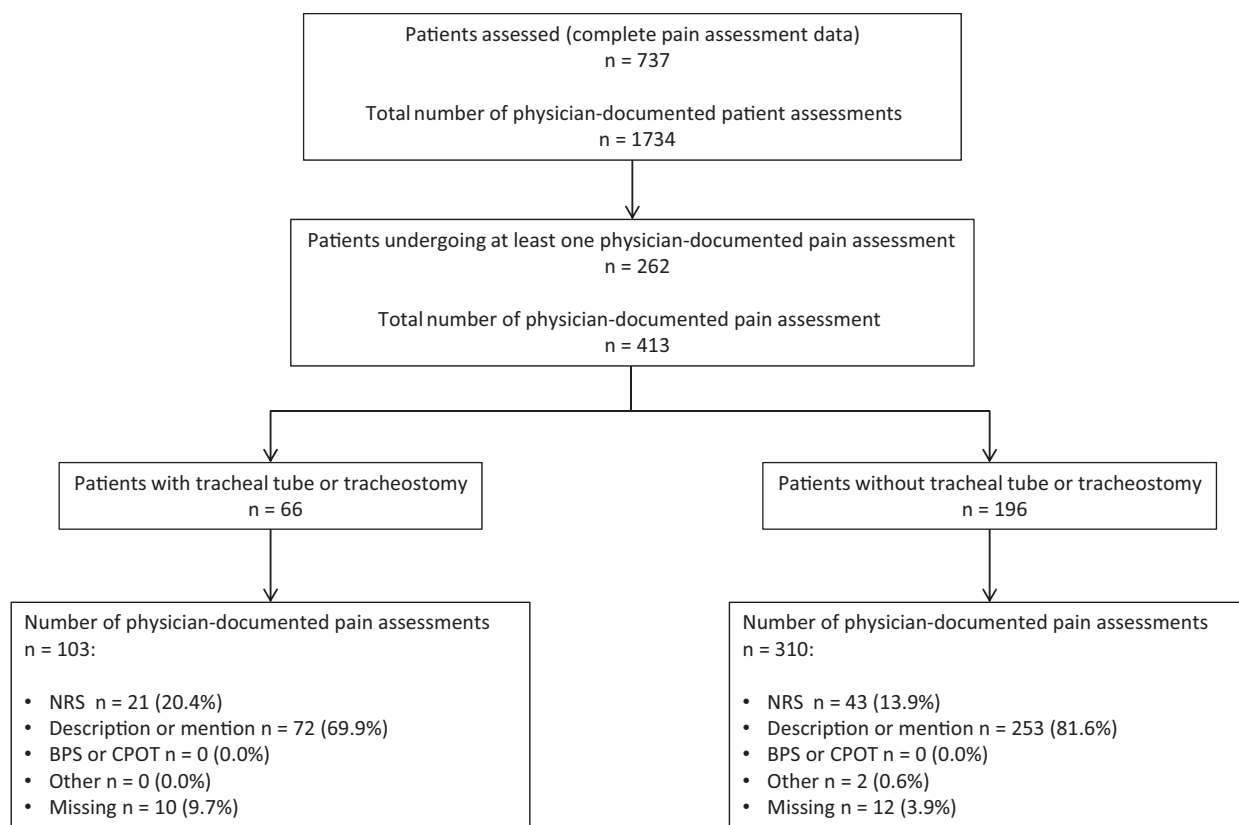 Patients assessed (complete pain assessment data)
n = 737
Total number of physician-documented patient assessments
n = 1734
Patients undergoing at least one physician-documented pain assessment
n = 262
Total number of physician-documented pain assessment
n = 413
Patients with tracheal tube or tracheostomy
n = 66
Patients without tracheal tube or tracheostomy
n = 196
Number of physician-documented pain assessments
n = 103:
• NRS n = 21 (20.4%)
• Description or mention n = 72 (69.9%)
• BPS or CPOT n = 0 (0.0%)
• Other n = 0 (0.0%)
• Missing n = 10 (9.7%)
Number of physician-documented pain assessments
n = 310:
• NRS n = 43 (13.9%)
• Description or mention n = 253 (81.6%)
• BPS or CPOT n = 0 (0.0%)
• Other n = 2 (0.6%)
• Missing n = 12 (3.9%)